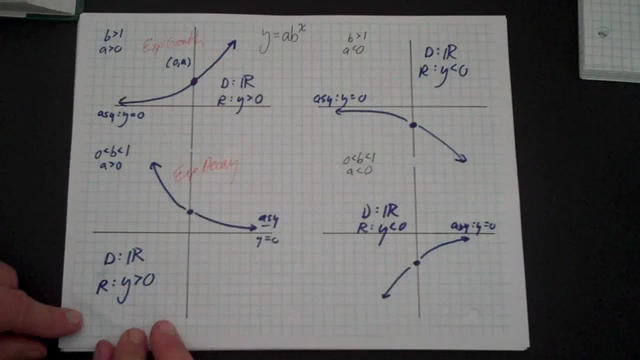 b>1
a>0
Exp Growth
(0,a)
D: ℝ
R: y>0
asy: y=0
y=ab^x
b>1
a<0
D: ℝ
R: y<0
asy: y=0
0<b<1
a>0
Exp Decay
asy
y=0
D: ℝ
R: y>0
0<b<1
a<0
D: ℝ
R: y<0
asy: y=0